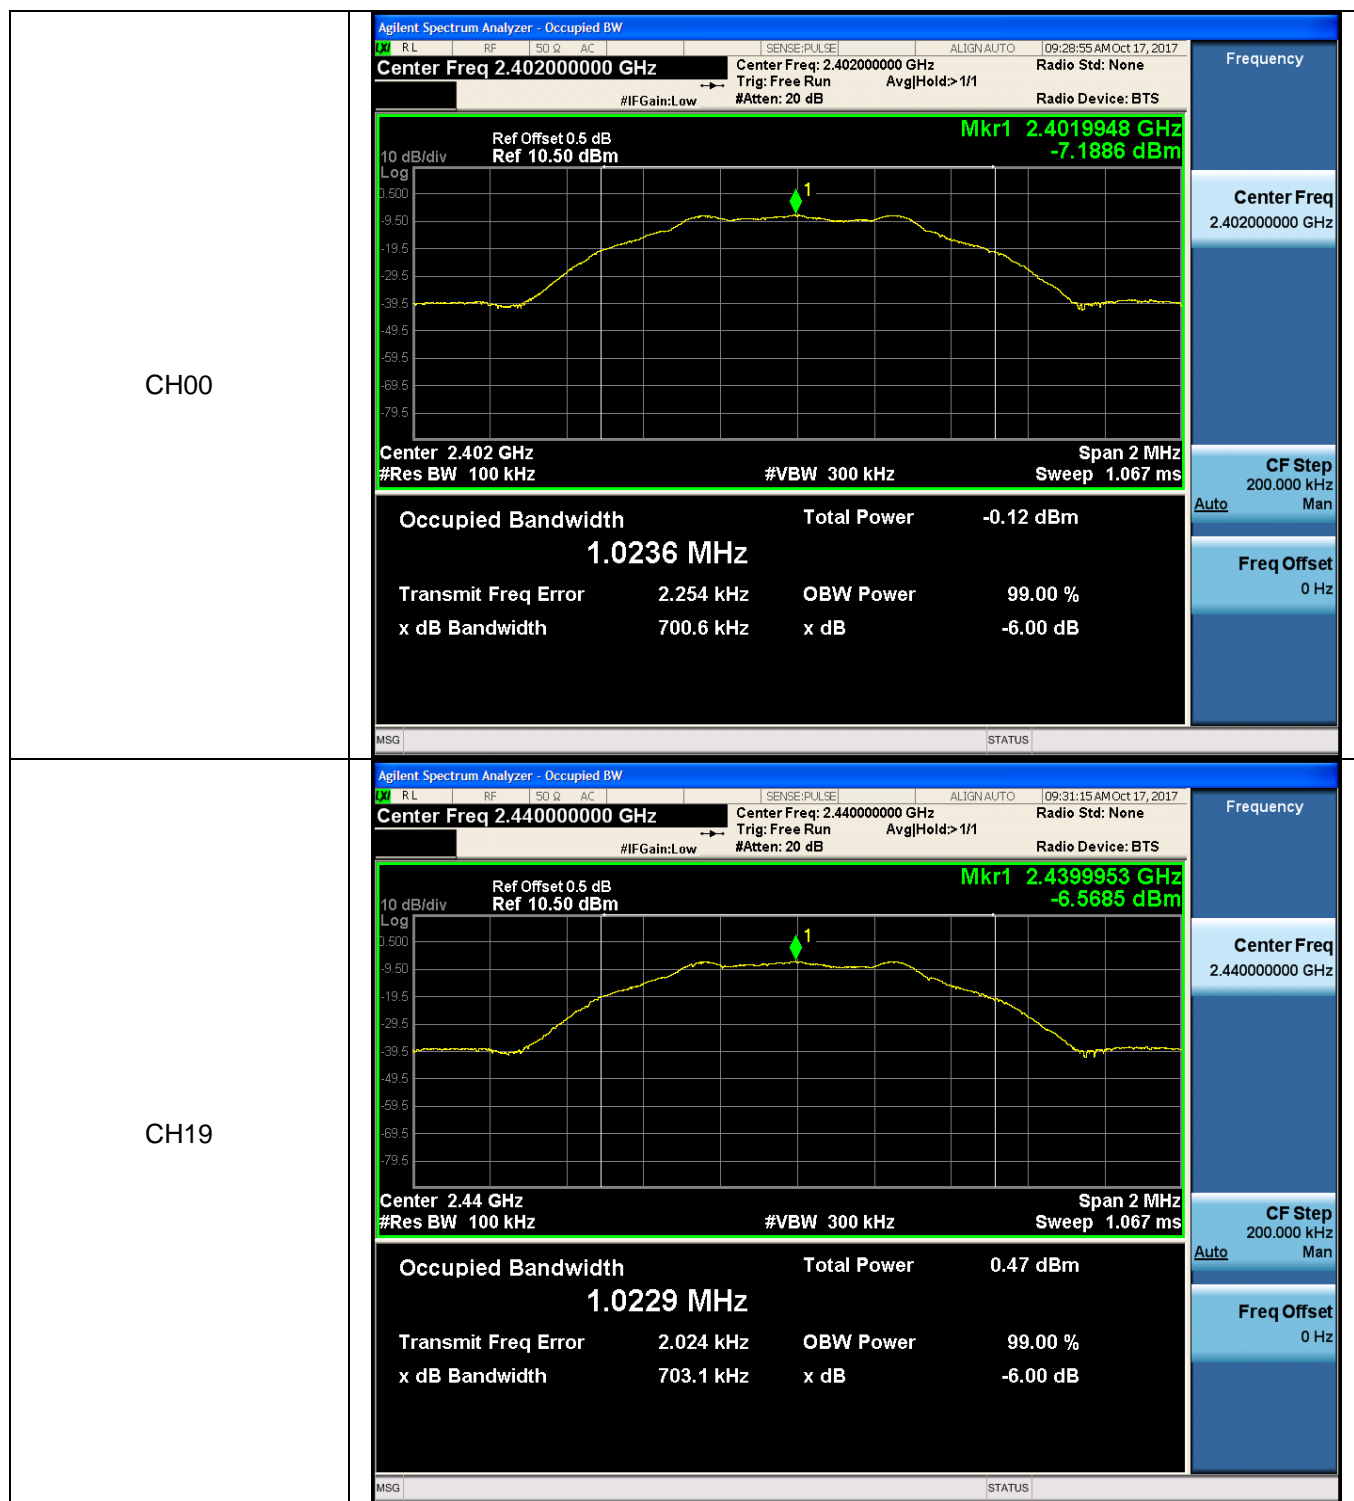 CH00
Agilent Spectrum Analyzer - Occupied BW
LXI RL RF 50 Ω AC SENSE:PULSE ALIGN AUTO 09:28:55 AM Oct 17, 2017
Center Freq 2.402000000 GHz
Center Freq: 2.402000000 GHz Radio Std: None
Trig: Free Run Avg|Hold:> 1/1
#IFGain:Low #Atten: 20 dB Radio Device: BTS
Mkr1 2.4019948 GHz
-7.1886 dBm
Ref Offset 0.5 dB
10 dB/div Ref 10.50 dBm
Log
0.500
1
-9.50
-19.5
-29.5
-39.5
-49.5
-59.5
-69.5
-79.5
Center 2.402 GHz Span 2 MHz
#Res BW 100 kHz #VBW 300 kHz Sweep 1.067 ms
Occupied Bandwidth Total Power -0.12 dBm
1.0236 MHz
Transmit Freq Error 2.254 kHz OBW Power 99.00 %
x dB Bandwidth 700.6 kHz x dB -6.00 dB
MSG STATUS
Frequency
Center Freq
2.402000000 GHz
CF Step
200.000 kHz
Auto Man
Freq Offset
0 Hz
CH19
Agilent Spectrum Analyzer - Occupied BW
LXI RL RF 50 Ω AC SENSE:PULSE ALIGN AUTO 09:31:15 AM Oct 17, 2017
Center Freq 2.440000000 GHz
Center Freq: 2.440000000 GHz Radio Std: None
Trig: Free Run Avg|Hold:> 1/1
#IFGain:Low #Atten: 20 dB Radio Device: BTS
Mkr1 2.4399953 GHz
-6.5685 dBm
Ref Offset 0.5 dB
10 dB/div Ref 10.50 dBm
Log
0.500
1
-9.50
-19.5
-29.5
-39.5
-49.5
-59.5
-69.5
-79.5
Center 2.44 GHz Span 2 MHz
#Res BW 100 kHz #VBW 300 kHz Sweep 1.067 ms
Occupied Bandwidth Total Power 0.47 dBm
1.0229 MHz
Transmit Freq Error 2.024 kHz OBW Power 99.00 %
x dB Bandwidth 703.1 kHz x dB -6.00 dB
MSG STATUS
Frequency
Center Freq
2.440000000 GHz
CF Step
200.000 kHz
Auto Man
Freq Offset
0 Hz